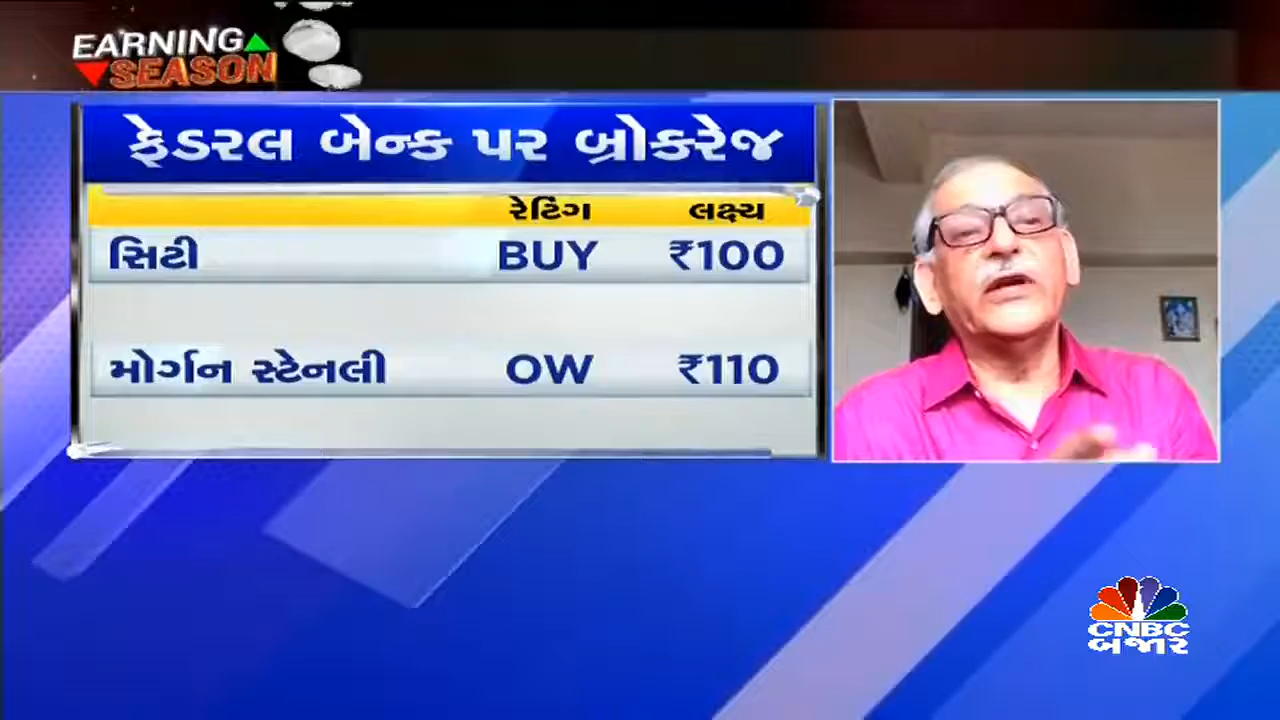 EARNING
SEASON
ફેડરલ બેન્ક પર બ્રોકરેજ
રેટિંગ લક્ષ્ય
સિટી BUY ₹100
મોર્ગન સ્ટેનલી OW ₹110
CNBC
બજાર